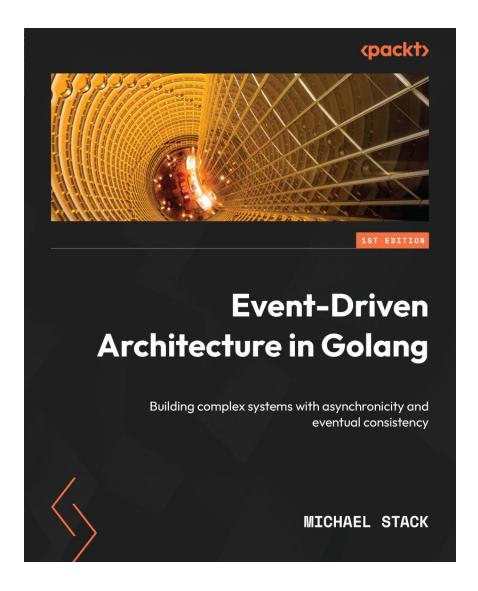 <packt>
1ST EDITION
Event-Driven
Architecture in Golang
Building complex systems with asynchronicity and
eventual consistency
MICHAEL STACK